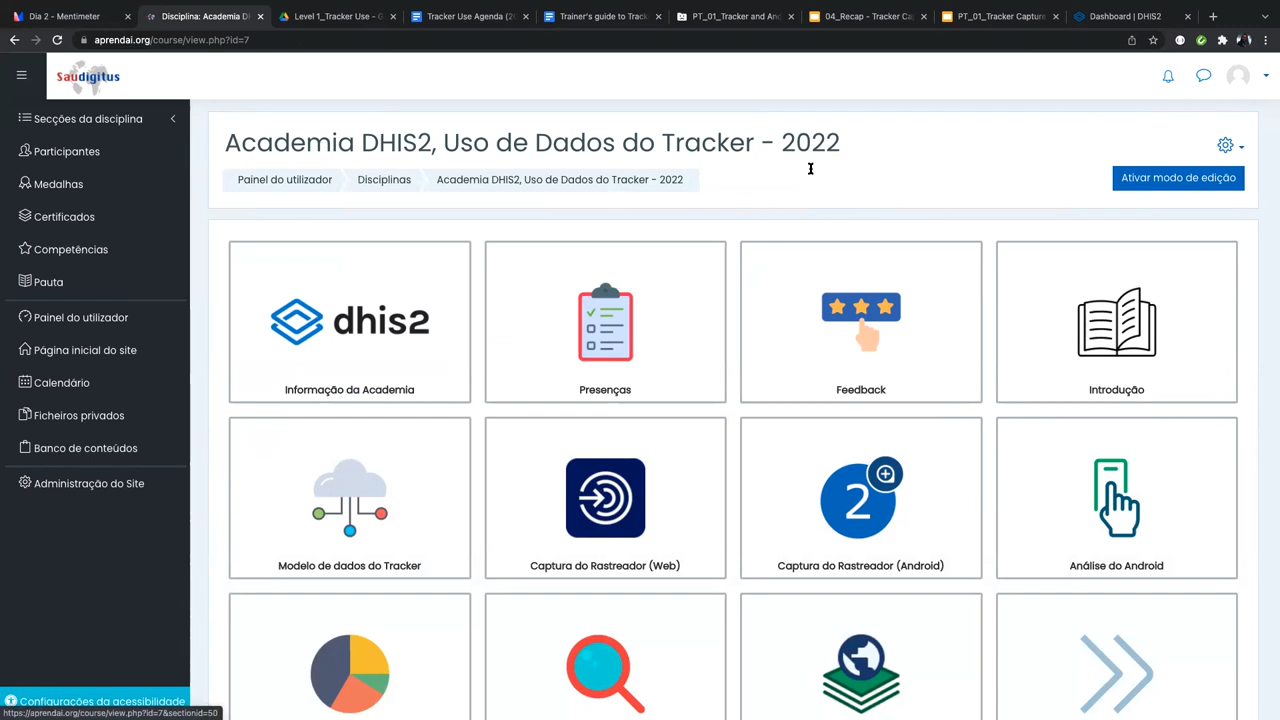 Dia 2 - Mentimeter
Disciplina: Academia D
Level 1_Tracker Use - G
Tracker Use Agenda (20
Trainer's guide to Track
PT_01_Tracker and And
04_Recap - Tracker Ca
PT_01_Tracker Capture
Dashboard | DHIS2
aprendai.org/course/view.php?id=7
Saudigitus
Secções da disciplina
Participantes
Medalhas
Certificados
Competências
Pauta
Painel do utilizador
Página inicial do site
Calendário
Ficheiros privados
Banco de conteúdos
Administração do Site
Configurações da acessibilidade
https://aprendai.org/course/view.php?id=7&sectionid=50
Academia DHIS2, Uso de Dados do Tracker - 2022
Painel do utilizador
Disciplinas
Academia DHIS2, Uso de Dados do Tracker - 2022
Ativar modo de edição
dhis2
Informação da Academia
Presenças
Feedback
Introdução
2
Modelo de dados do Tracker
Captura do Rastreador (Web)
Captura do Rastreador (Android)
Análise do Android